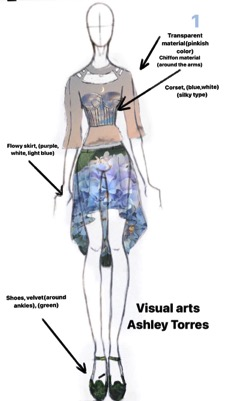 1
Transparent
material(pinkish
color)
Chiffon material
(around the arms)
Corset, (blue,white)
(silky type)
Flowy skirt, (purple,
white, light blue)
Shoes, velvet(around
ankles), (green)
Visual arts
Ashley Torres